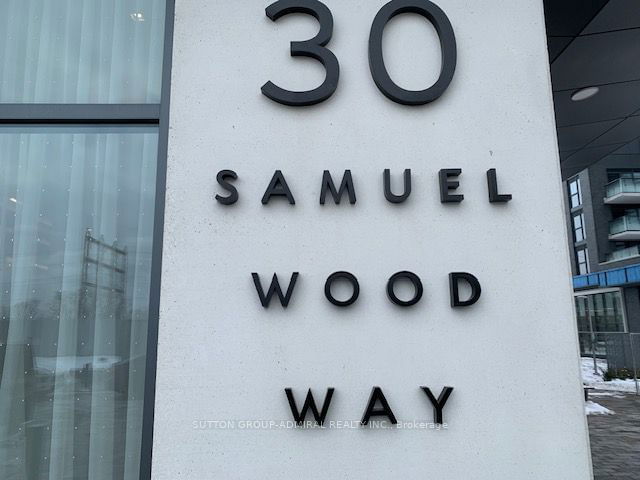 30
SAMUEL
WOOD
WAY
SUTTON GROUP-ADMIRAL REALTY INC., Brokerage